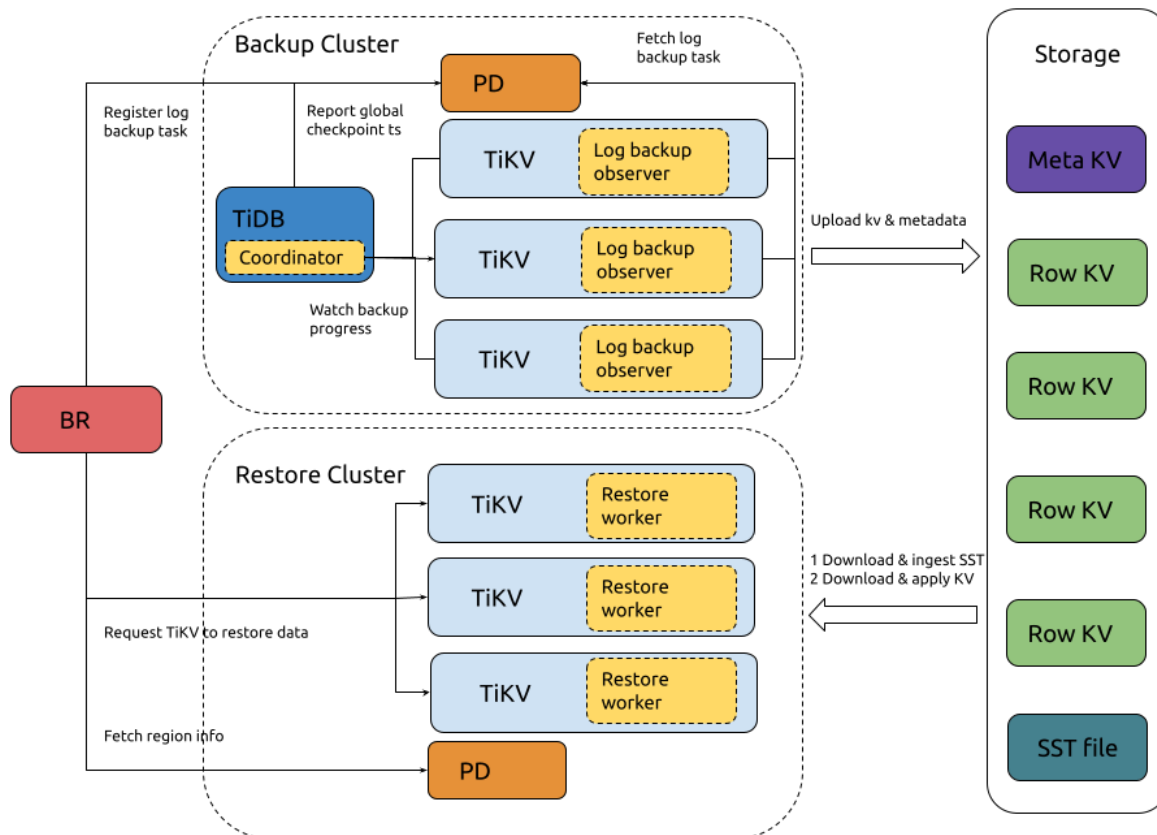 Backup Cluster
Fetch log
backup task
Storage
PD
Register log
backup task
Report global
checkpoint ts
TiKV
Log backup
observer
Meta KV
TiDB
Coordinator
TiKV
Log backup
observer
Upload kv & metadata
Row KV
Watch backup
progress
TiKV
Log backup
observer
Row KV
BR
Restore Cluster
TiKV
Restore
worker
Row KV
1 Download & ingest SST
2 Download & apply KV
TiKV
Restore
worker
Request TiKV to restore data
Row KV
TiKV
Restore
worker
Fetch region info
PD
SST file